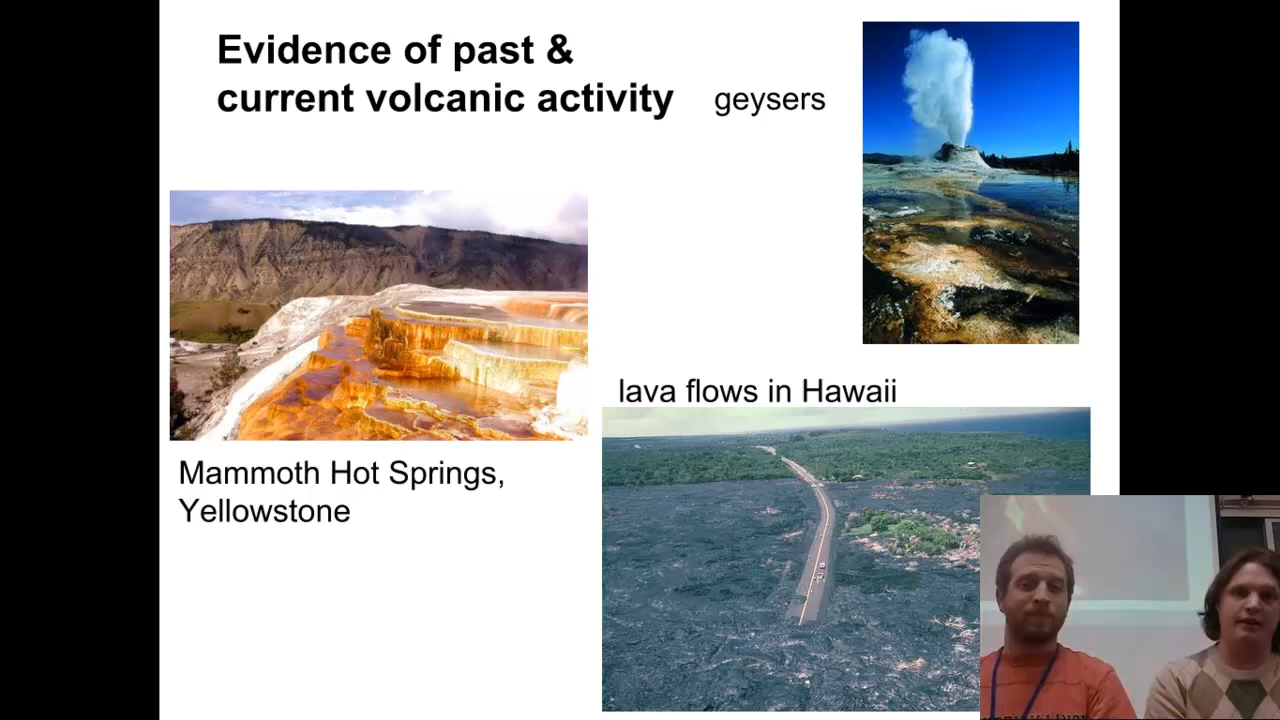 Evidence of past &
current volcanic activity
geysers
lava flows in Hawaii
Mammoth Hot Springs,
Yellowstone